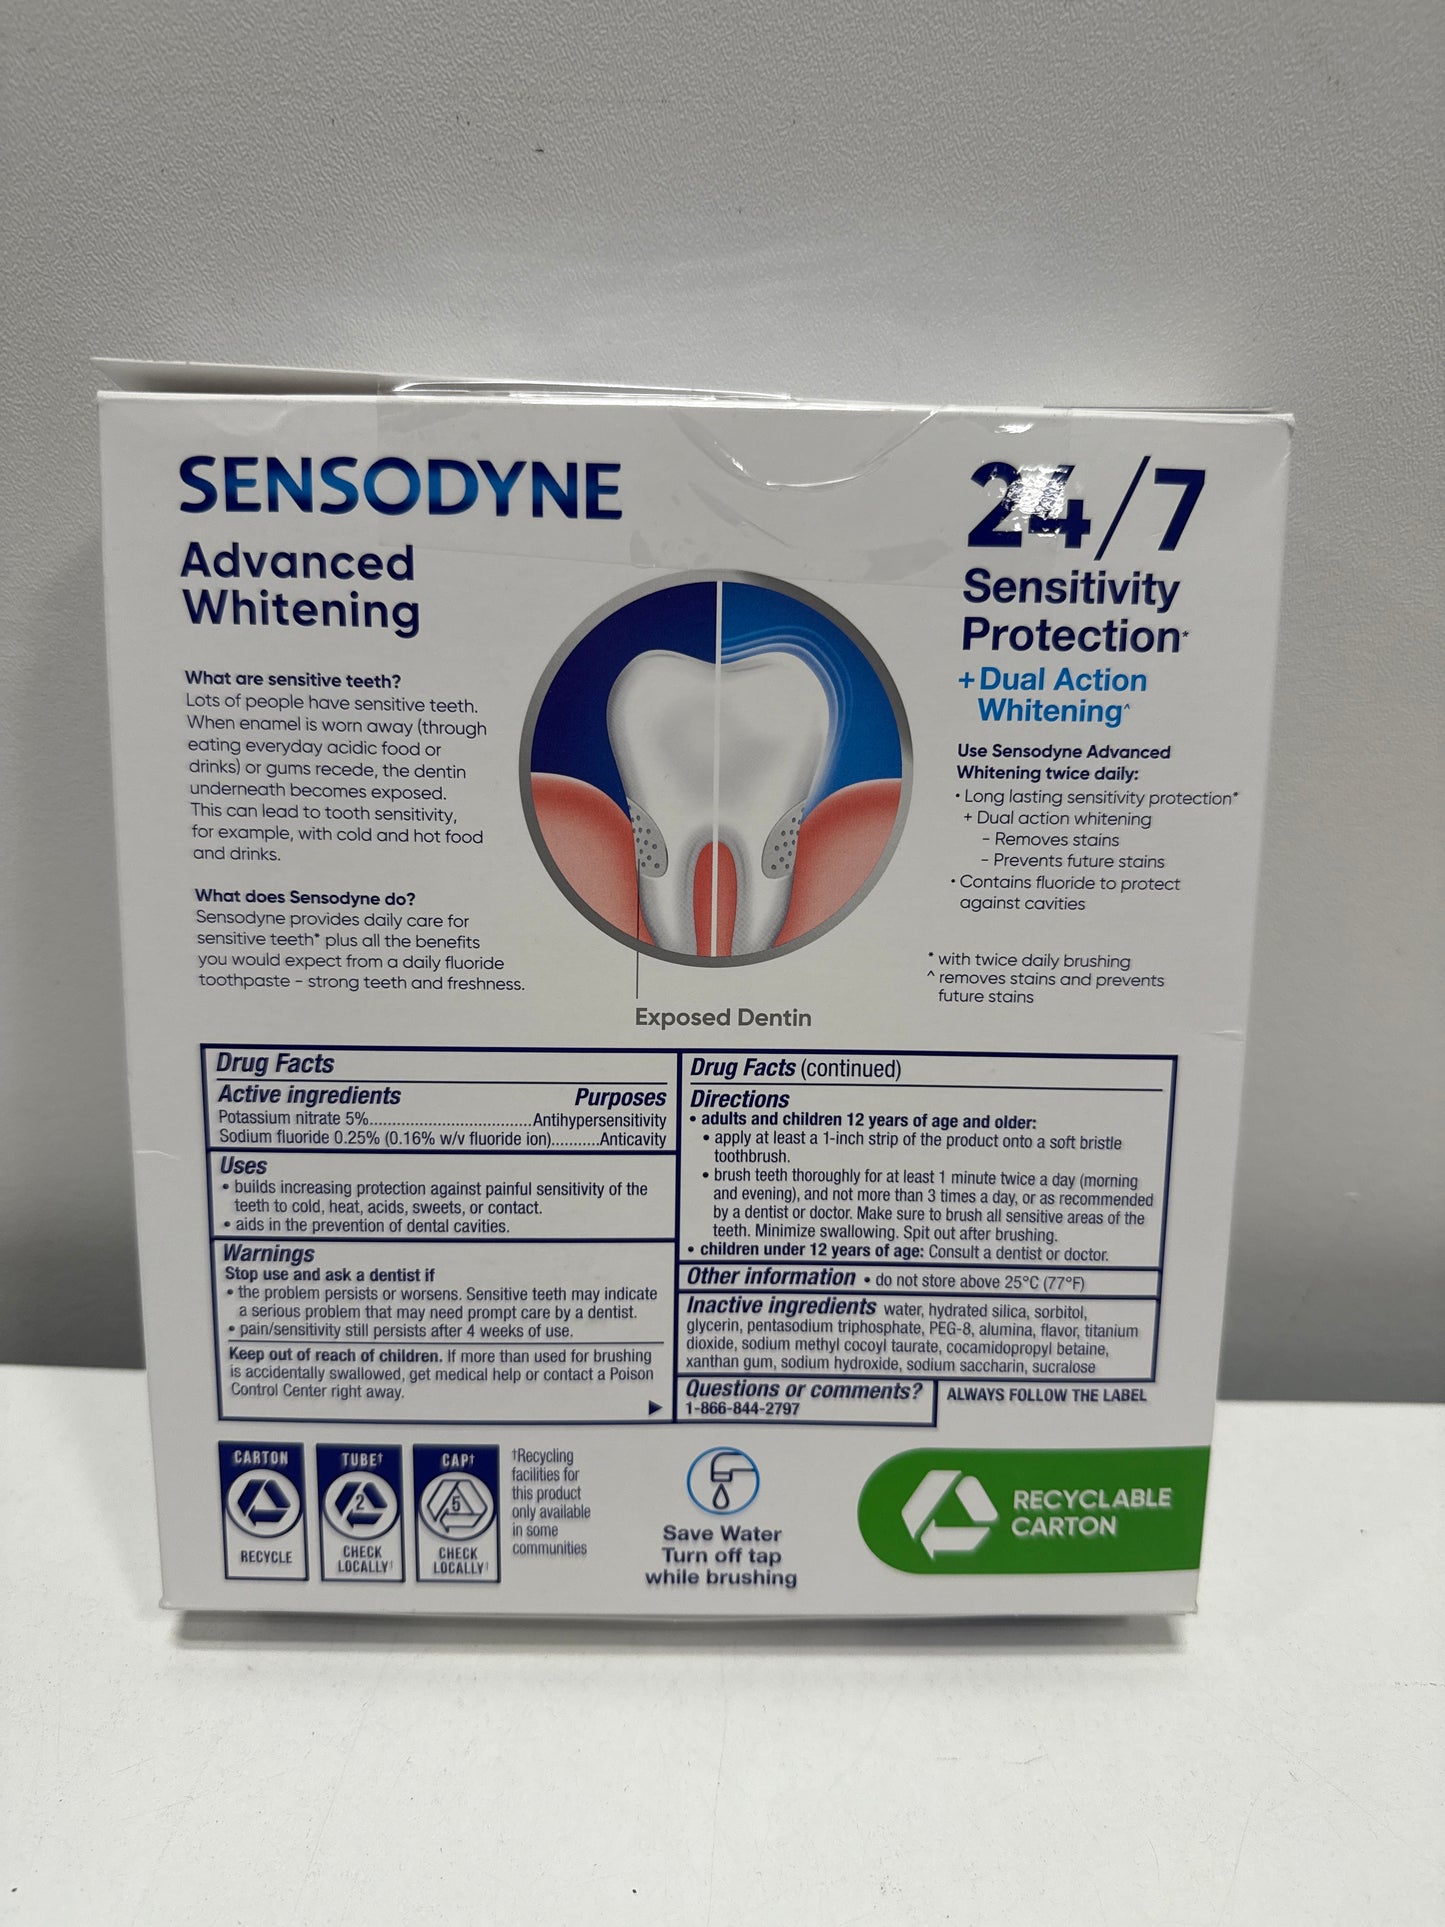 SENSODYNE
Advanced
Whitening
What are sensitive teeth?
Lots of people have sensitive teeth.
When enamel is worn away (through
eating everyday acidic food or
drinks) or gums recede, the dentin
underneath becomes exposed.
This can lead to tooth sensitivity,
for example, with cold and hot food
and drinks.
What does Sensodyne do?
Sensodyne provides daily care for
sensitive teeth* plus all the benefits
you would expect from a daily fluoride
toothpaste – strong teeth and freshness.
Exposed Dentin
24/7
Sensitivity
Protection*
+ Dual Action
Whitening^
Use Sensodyne Advanced
Whitening twice daily:
• Long lasting sensitivity protection*
+ Dual action whitening
– Removes stains
– Prevents future stains
• Contains fluoride to protect
against cavities
* with twice daily brushing
^ removes stains and prevents
future stains
Drug Facts
Active ingredients Purposes
Potassium nitrate 5%..................................Antihypersensitivity
Sodium fluoride 0.25% (0.16% w/v fluoride ion)..........Anticavity
Uses
• builds increasing protection against painful sensitivity of the
teeth to cold, heat, acids, sweets, or contact.
• aids in the prevention of dental cavities.
Warnings
Stop use and ask a dentist if
• the problem persists or worsens. Sensitive teeth may indicate
a serious problem that may need prompt care by a dentist.
• pain/sensitivity still persists after 4 weeks of use.
Keep out of reach of children. If more than used for brushing
is accidentally swallowed, get medical help or contact a Poison
Control Center right away.
Drug Facts (continued)
Directions
• adults and children 12 years of age and older:
• apply at least a 1-inch strip of the product onto a soft bristle
toothbrush.
• brush teeth thoroughly for at least 1 minute twice a day (morning
and evening), and not more than 3 times a day, or as recommended
by a dentist or doctor. Make sure to brush all sensitive areas of the
teeth. Minimize swallowing. Spit out after brushing.
• children under 12 years of age: Consult a dentist or doctor.
Other information • do not store above 25°C (77°F)
Inactive ingredients water, hydrated silica, sorbitol,
glycerin, pentasodium triphosphate, PEG-8, alumina, flavor, titanium
dioxide, sodium methyl cocoyl taurate, cocamidopropyl betaine,
xanthan gum, sodium hydroxide, sodium saccharin, sucralose
Questions or comments?
1-866-844-2797
ALWAYS FOLLOW THE LABEL
CARTON
RECYCLE
TUBE†
2
CHECK
LOCALLY†
CAP†
5
CHECK
LOCALLY†
†Recycling
facilities for
this product
only available
in some
communities
Save Water
Turn off tap
while brushing
RECYCLABLE
CARTON